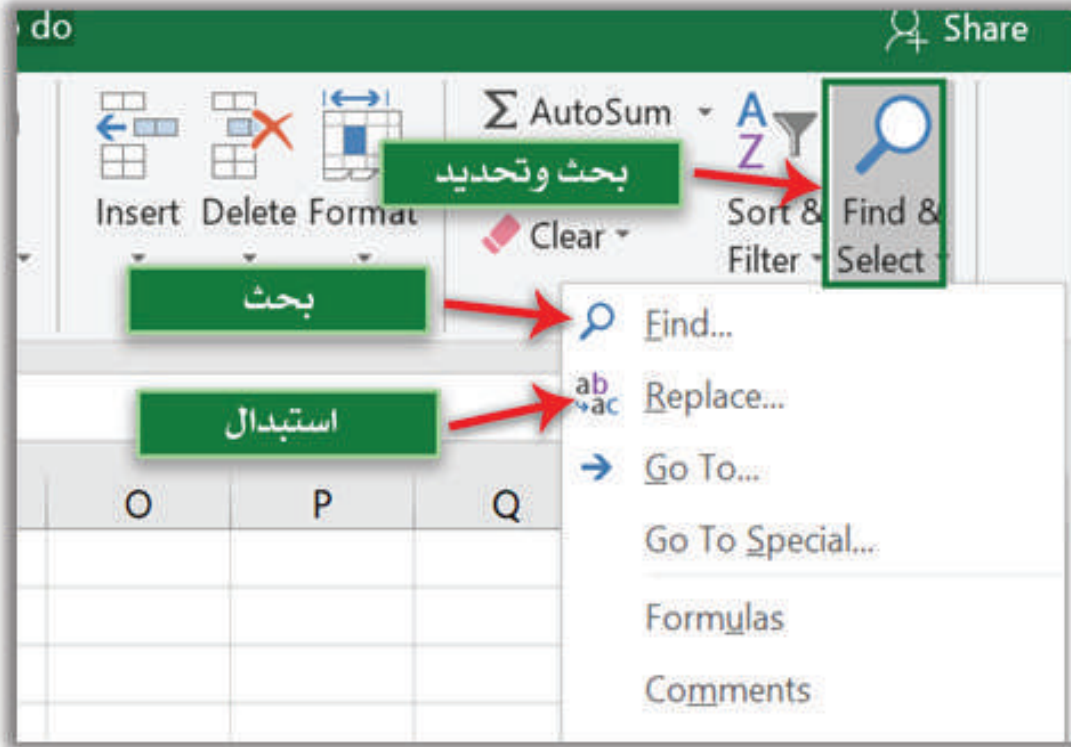 do
Share
AutoSum
بحث وتحديد
Insert Delete Format
Clear
Sort &
Filter
Find &
Select
بحث
Find...
استبدال
Replace...
Go To...
O P Q
Go To Special...
Formulas
Comments